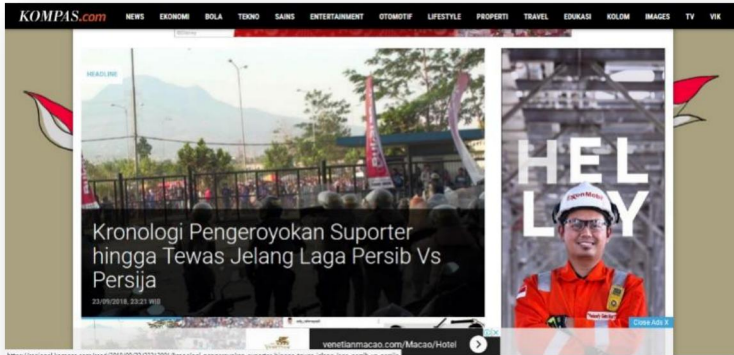 KOMPAS.com NEWS EKONOMI BOLA TEKNO SAINS ENTERTAINMENT OTOMOTIF LIFESTYLE PROPERTI TRAVEL EDUKASI KOLOM IMAGES TV VIK
HEADLINE
HEL
L Y
ExxonMobil
Kronologi Pengeroyokan Suporter
hingga Tewas Jelang Laga Persib Vs
Persija
23/09/2018, 23:21 WIB
Close Ads X
venetianmacao.com/Macao/Hotel